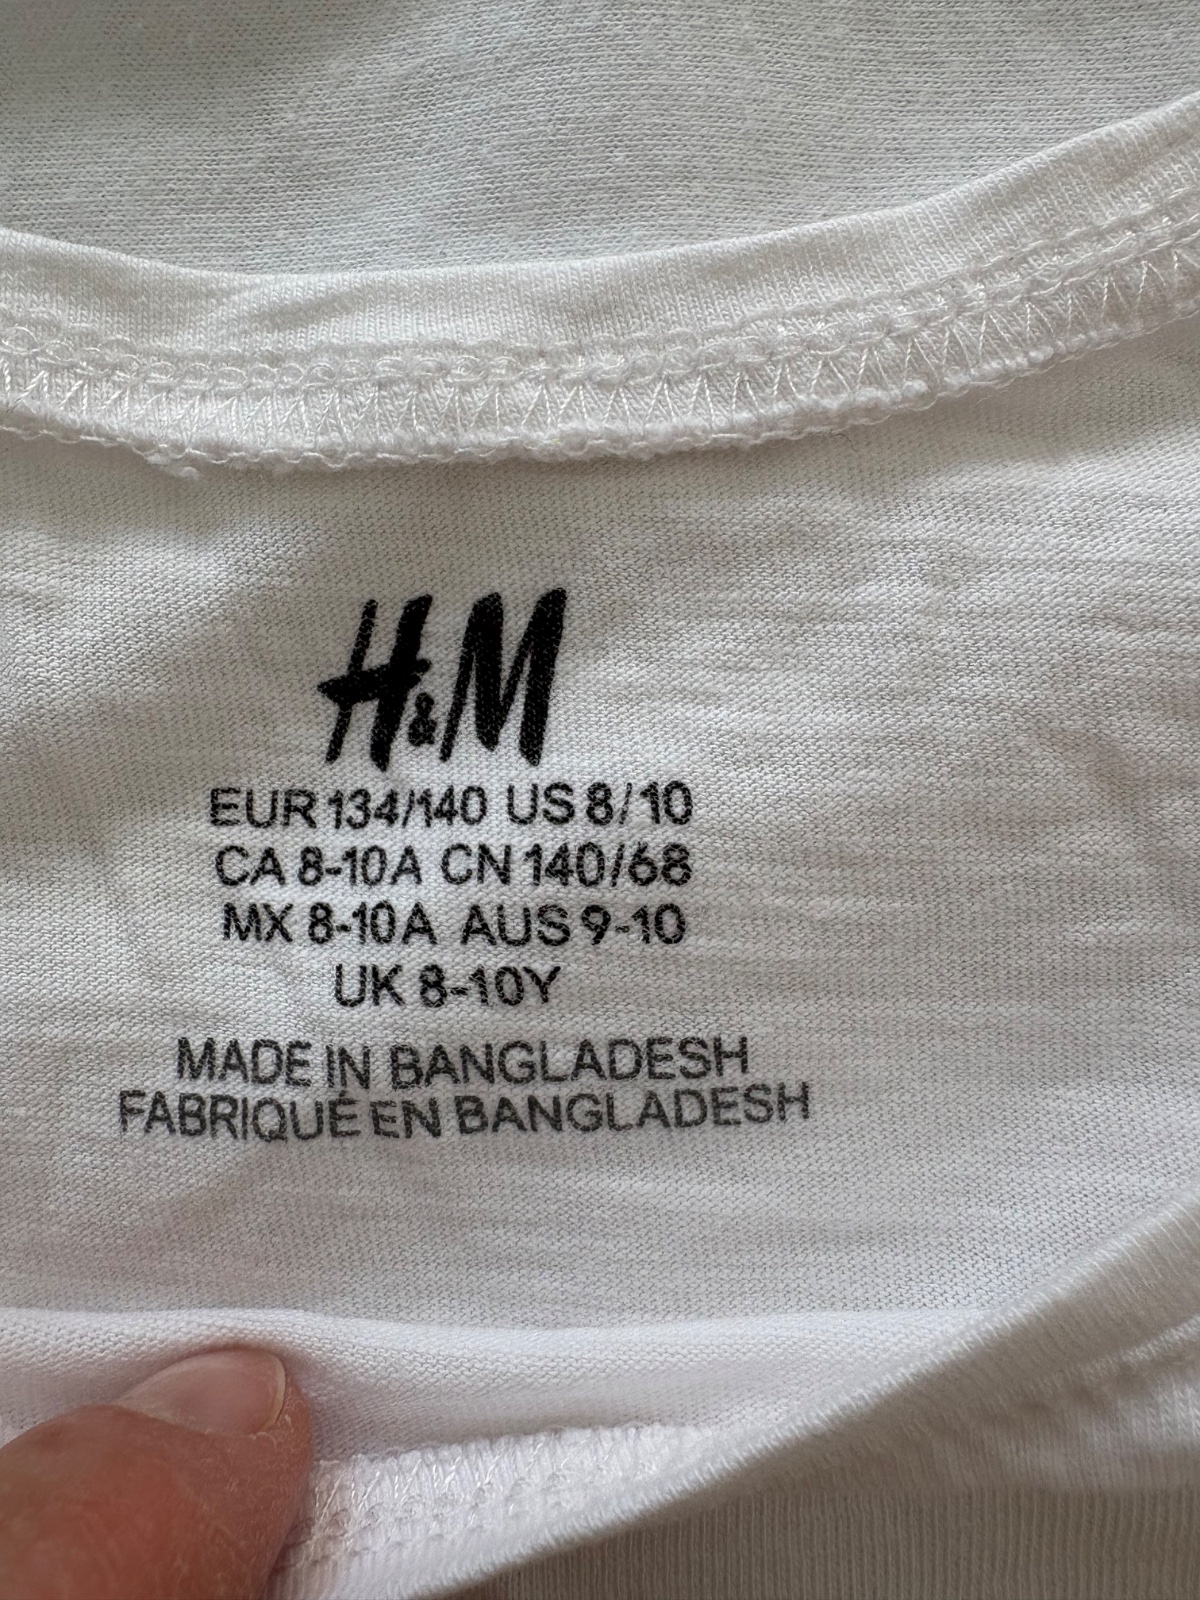 H&M
EUR 134/140 US 8/10
CA 8-10A CN 140/68
MX 8-10A AUS 9-10
UK 8-10Y
MADE IN BANGLADESH
FABRIQUÉ EN BANGLADESH